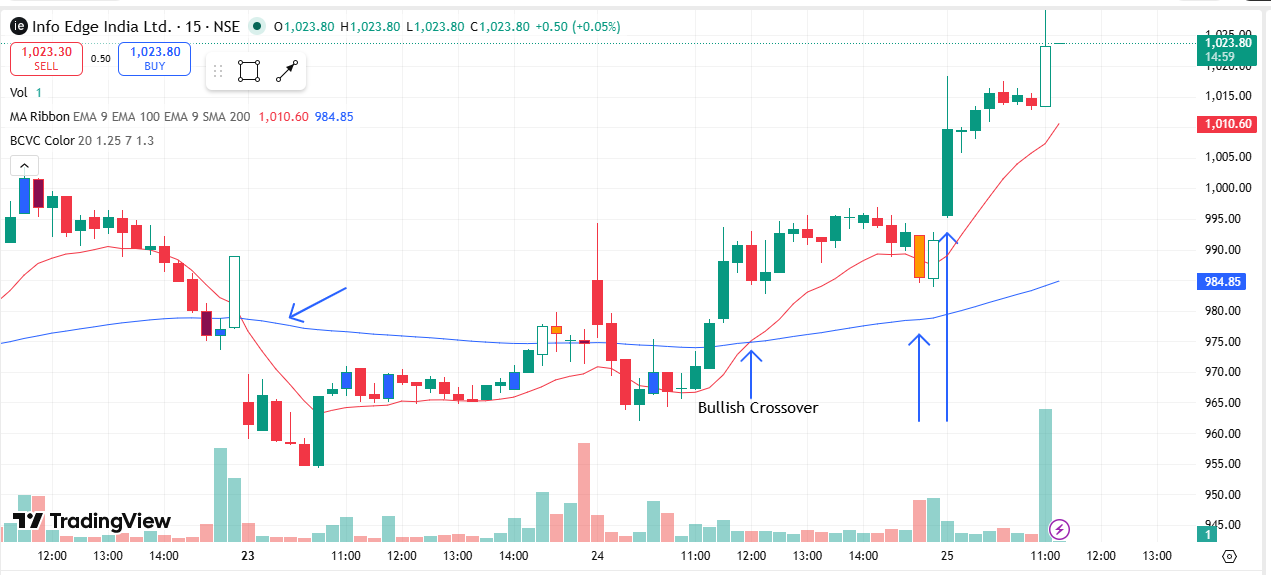 ie Info Edge India Ltd. · 15 · NSE O1,023.80 H1,023.80 L1,023.80 C1,023.80 +0.50 (+0.05%)
1,023.30 SELL 0.50 1,023.80 BUY
Vol 1
MA Ribbon EMA 9 EMA 100 EMA 9 SMA 200 1,010.60 984.85
BCVC Color 20 1.25 7 1.3
1,025.00
1,023.80
14:59
1,020.00
1,015.00
1,010.60
1,005.00
1,000.00
995.00
990.00
984.85
980.00
975.00
970.00
965.00
960.00
955.00
950.00
945.00
1
Bullish Crossover
TradingView
12:00 13:00 14:00 23 11:00 12:00 13:00 14:00 24 11:00 12:00 13:00 14:00 25 11:00 12:00 13:00